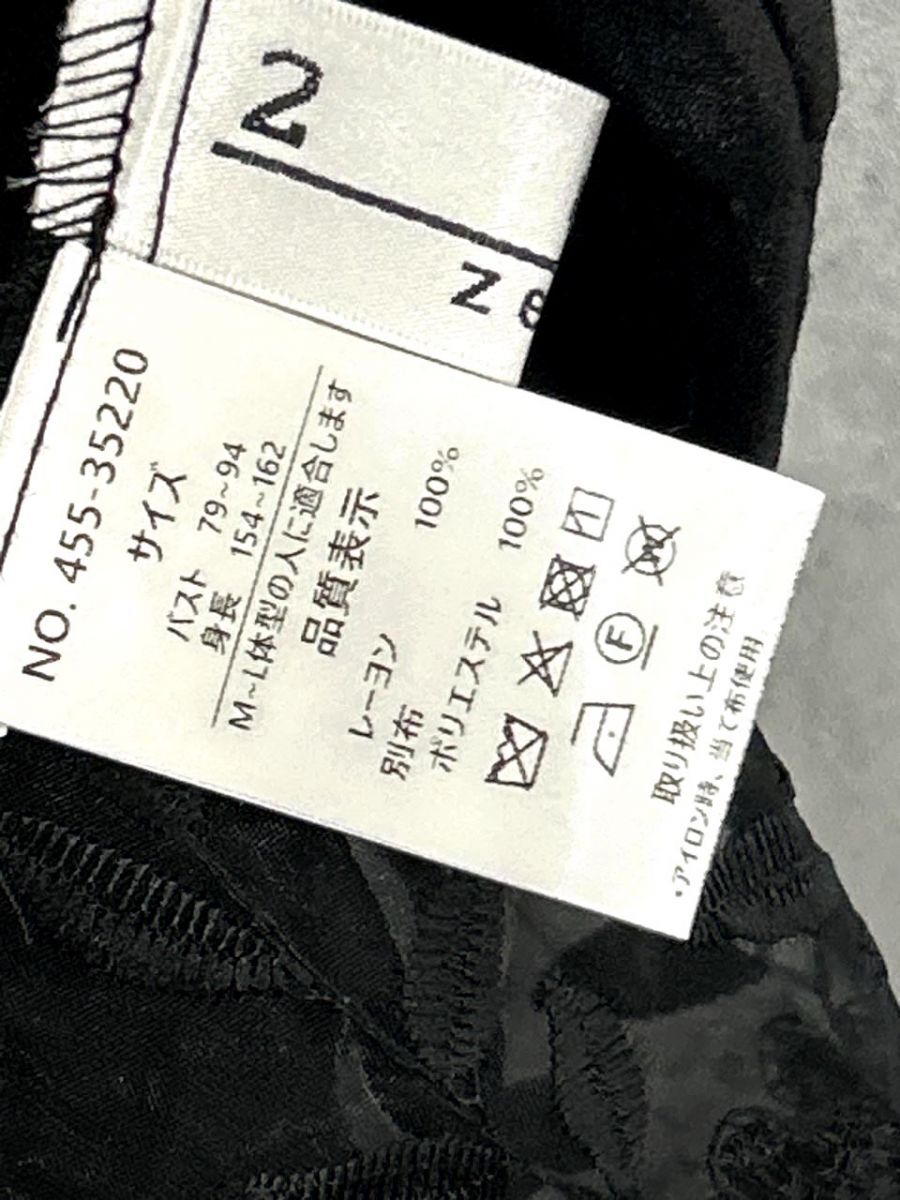 2
NO. 455-35220
サイズ
バスト 79~94
身長 154~162
M~L体型の人に適合します
品質表示
レーヨン 100%
別布
ポリエステル 100%
F
W
取り扱い上の注意
・アイロン時、当て布使用